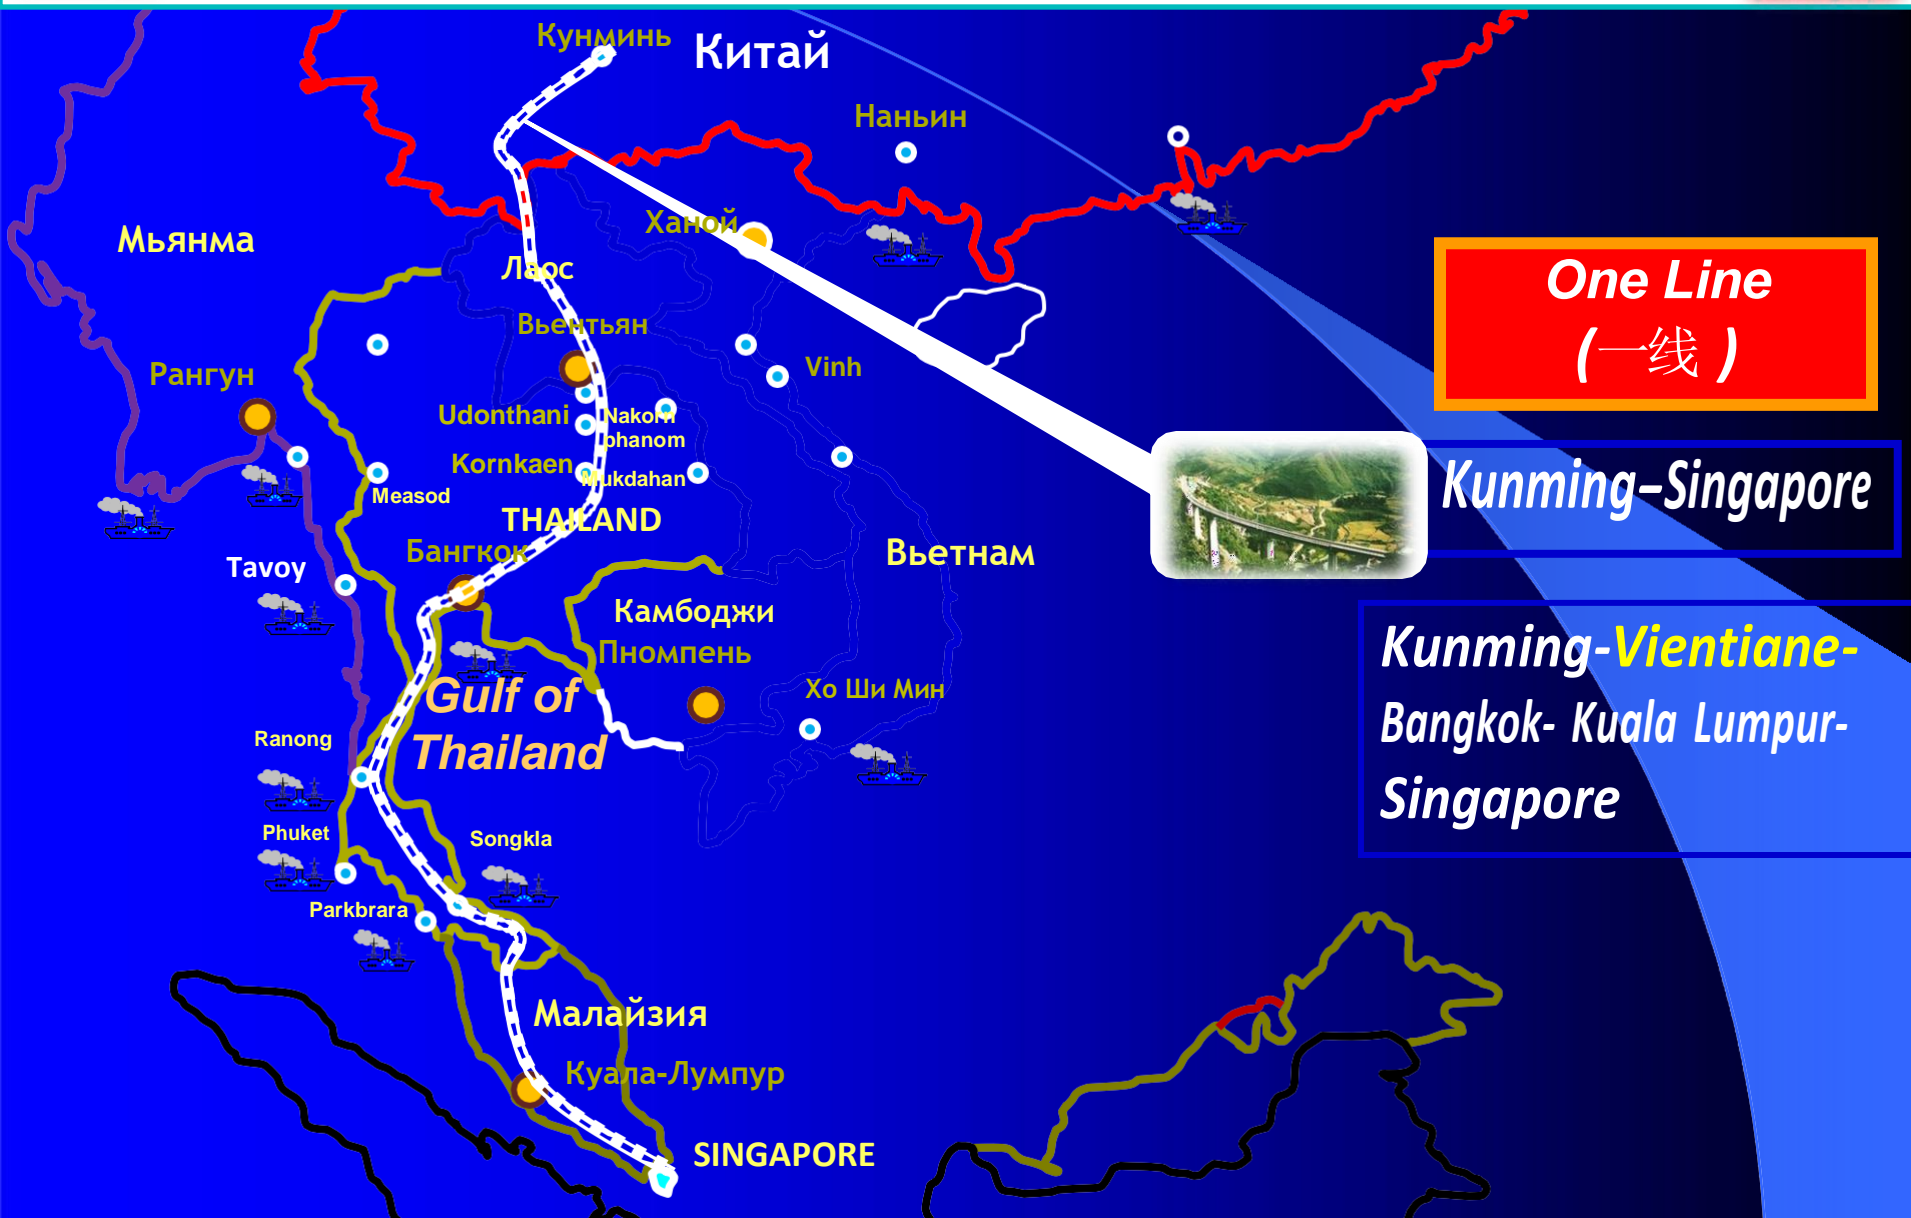 Кунминь
Китай
Наньин
Ханой
Мьянма
Лаос
One Line
(一线 )
Вьентьян
Рангун
Vinh
Udonthani
Nakorn
phanom
Kornkaen
Mukdahan
Measod
Kunming-Singapore
THAILAND
Бангкок
Вьетнам
Tavoy
Камбоджи
Пномпень
Kunming-Vientiane-
Bangkok- Kuala Lumpur-
Singapore
Gulf of
Thailand
Хо Ши Мин
Ranong
Phuket
Songkla
Parkbrara
Малайзия
Куала-Лумпур
SINGAPORE